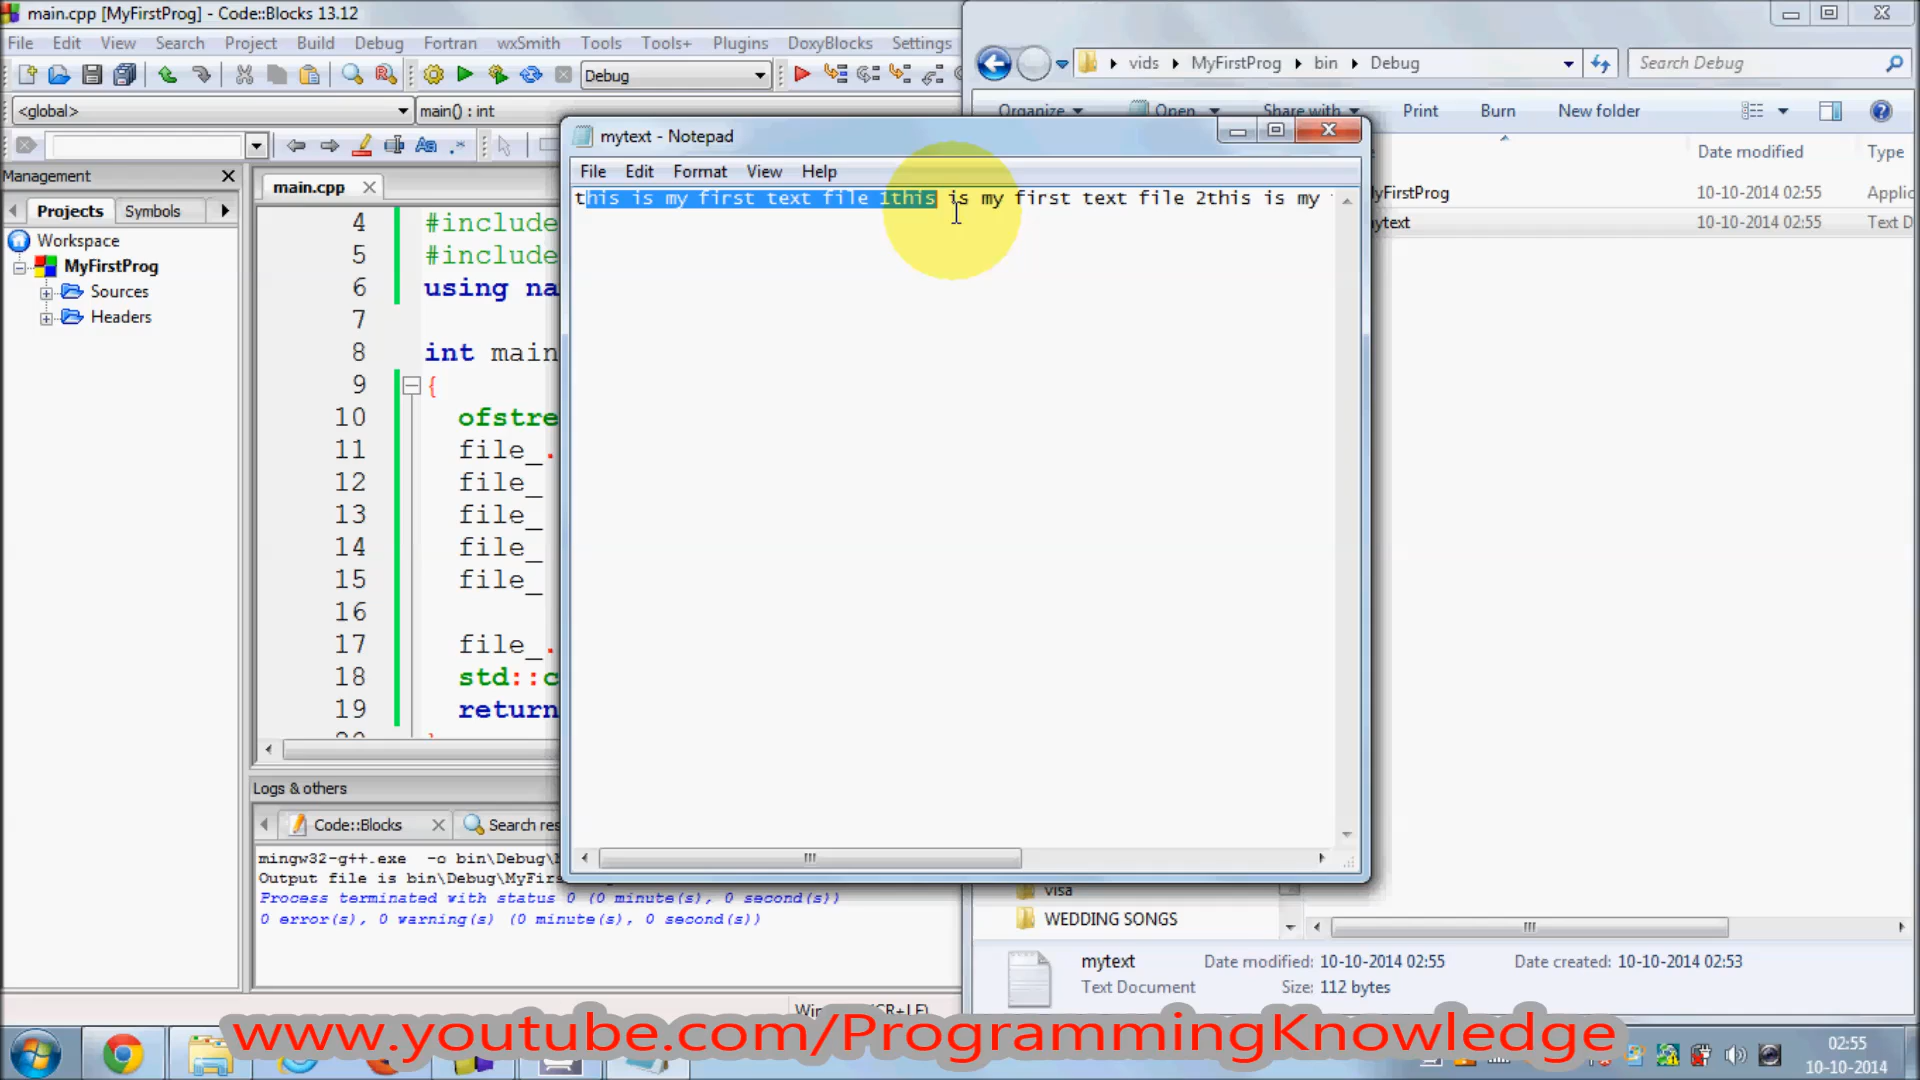 main.cpp [MyFirstProg] - Code::Blocks 13.12
File Edit View Search Project Build Debug Fortran wxSmith Tools Tools+ Plugins DoxyBlocks Settings
Debug
<global>
main() : int
Management
Projects Symbols
Workspace
MyFirstProg
Sources
Headers
main.cpp
4 #include
5 #include
6 using na
7
8 int main
9 {
10 ofstre
11 file_.
12 file_
13 file_
14 file_
15 file_
16
17 file_.
18 std::c
19 return
Logs & others
Code::Blocks
Search res
mingw32-g++.exe -o bin\Debug\M
Output file is bin\Debug\MyFirs
Process terminated with status 0 (0 minute(s), 0 second(s))
0 error(s), 0 warning(s) (0 minute(s), 0 second(s))
mytext - Notepad
File Edit Format View Help
this is my first text file 1this is my first text file 2this is my
vids MyFirstProg bin Debug
Search Debug
Organize Open Share with Print Burn New folder
Date modified Type
yFirstProg 10-10-2014 02:55 Applic
ytext 10-10-2014 02:55 Text D
visa
WEDDING SONGS
mytext Date modified: 10-10-2014 02:55 Date created: 10-10-2014 02:53
Text Document Size: 112 bytes
www.youtube.com/ProgrammingKnowledge
02:55
10-10-2014